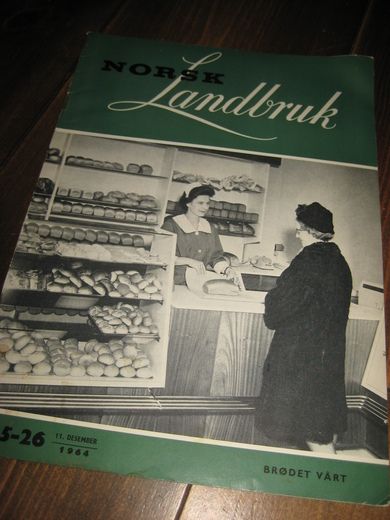 NORSK
Landbruk
5-26
11. DESEMBER
1964
BRØDET VÅRT